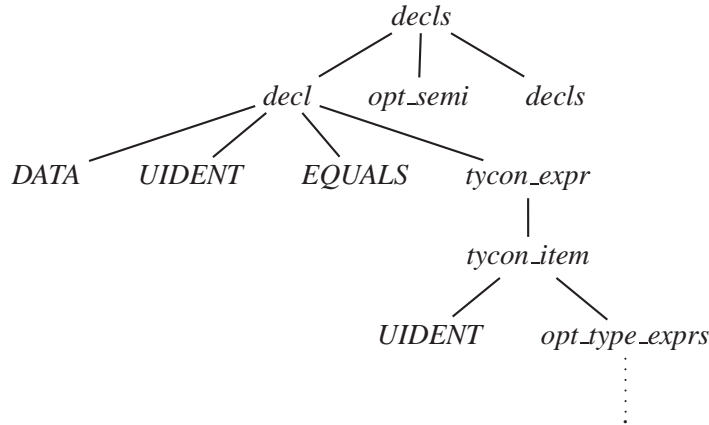 decls
decl opt_semi decls
DATA UIDENT EQUALS tycon_expr
tycon_item
UIDENT opt_type_exprs